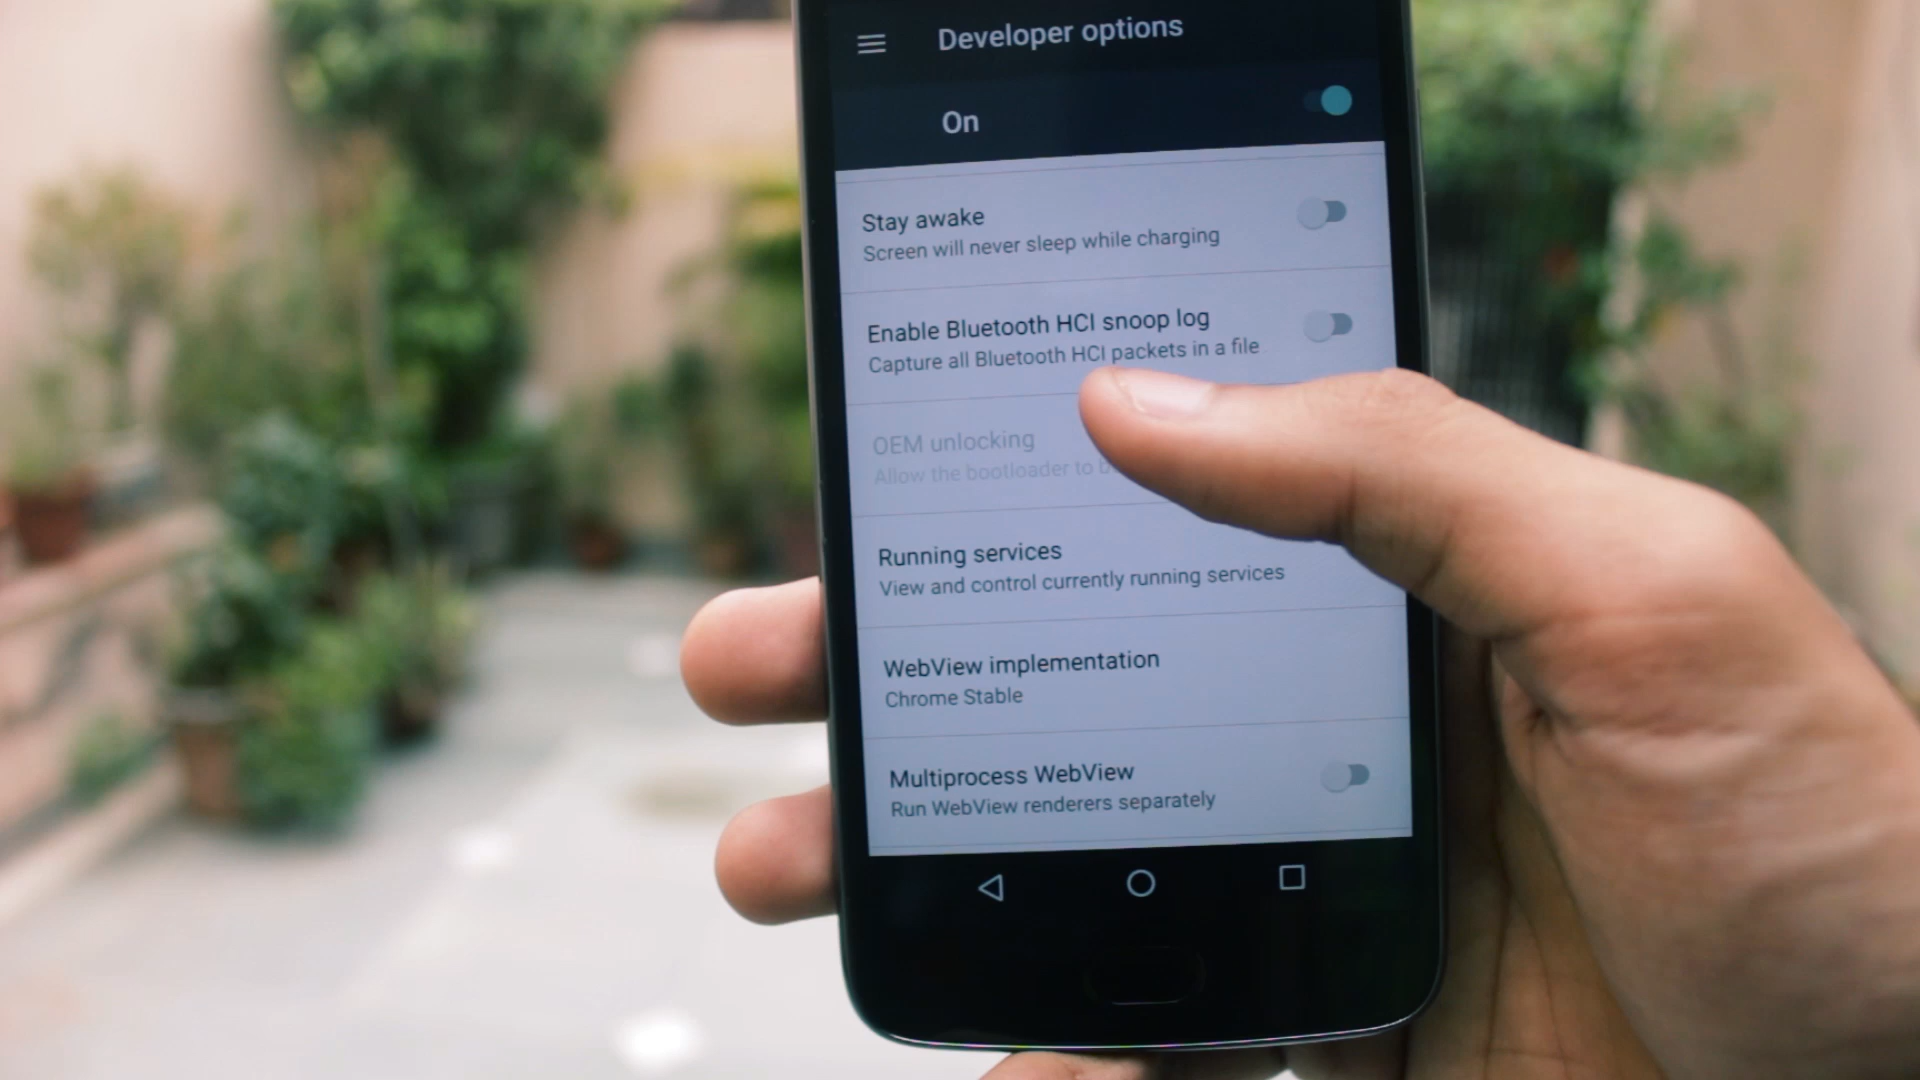 Developer options
On
Stay awake
Screen will never sleep while charging
Enable Bluetooth HCI snoop log
Capture all Bluetooth HCI packets in a file
OEM unlocking
Allow the bootloader to
Running services
View and control currently running services
WebView implementation
Chrome Stable
Multiprocess WebView
Run WebView renderers separately